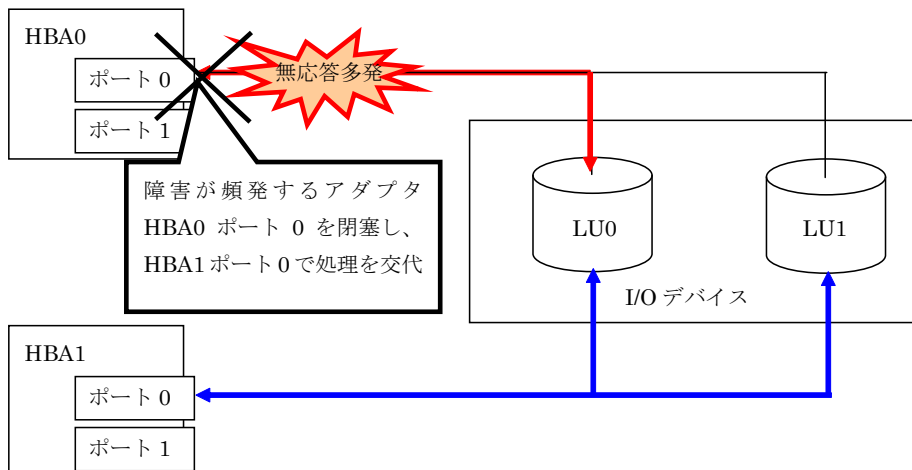 HBA0
ポート 0
無応答多発
ポート 1
障害が頻発するアダプタ
HBA0 ポート 0 を閉塞し、
HBA1 ポート 0 で処理を交代
LU0
LU1
I/O デバイス
HBA1
ポート 0
ポート 1